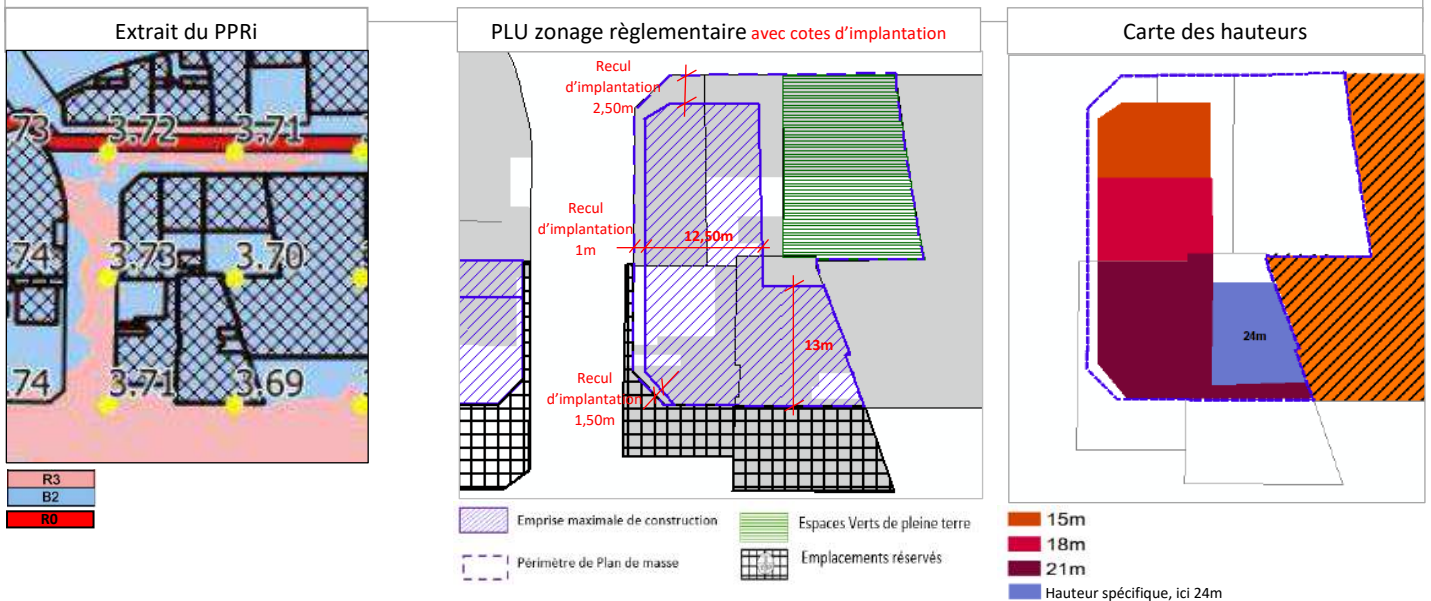 Extrait du PPRi
73
3.72
3.71
.74
3.73
3.70
.74
3.71
3.69
R3
B2
R0
PLU zonage règlementaire avec cotes d'implantation
Recul
d'implantation
2,50m
Recul
d'implantation
1m
12,50m
13m
Recul
d'implantation
1,50m
Emprise maximale de construction
Espaces Verts de pleine terre
Périmètre de Plan de masse
Emplacements réservés
Carte des hauteurs
24m
15m
18m
21m
Hauteur spécifique, ici 24m